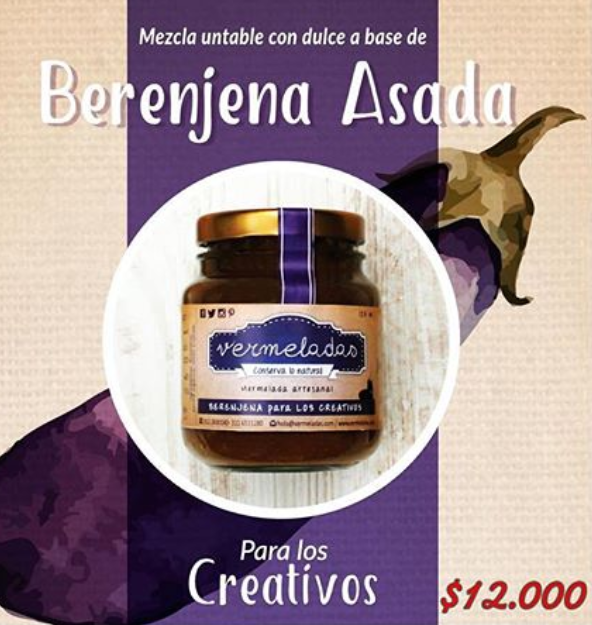 Mezcla untable con dulce a base de
Berenjena Asada
vermeladas
Conserva lo natural
vermelada artesanal
BERENJENA para LOS CREATIVOS
Para los
Creativos
$12.000